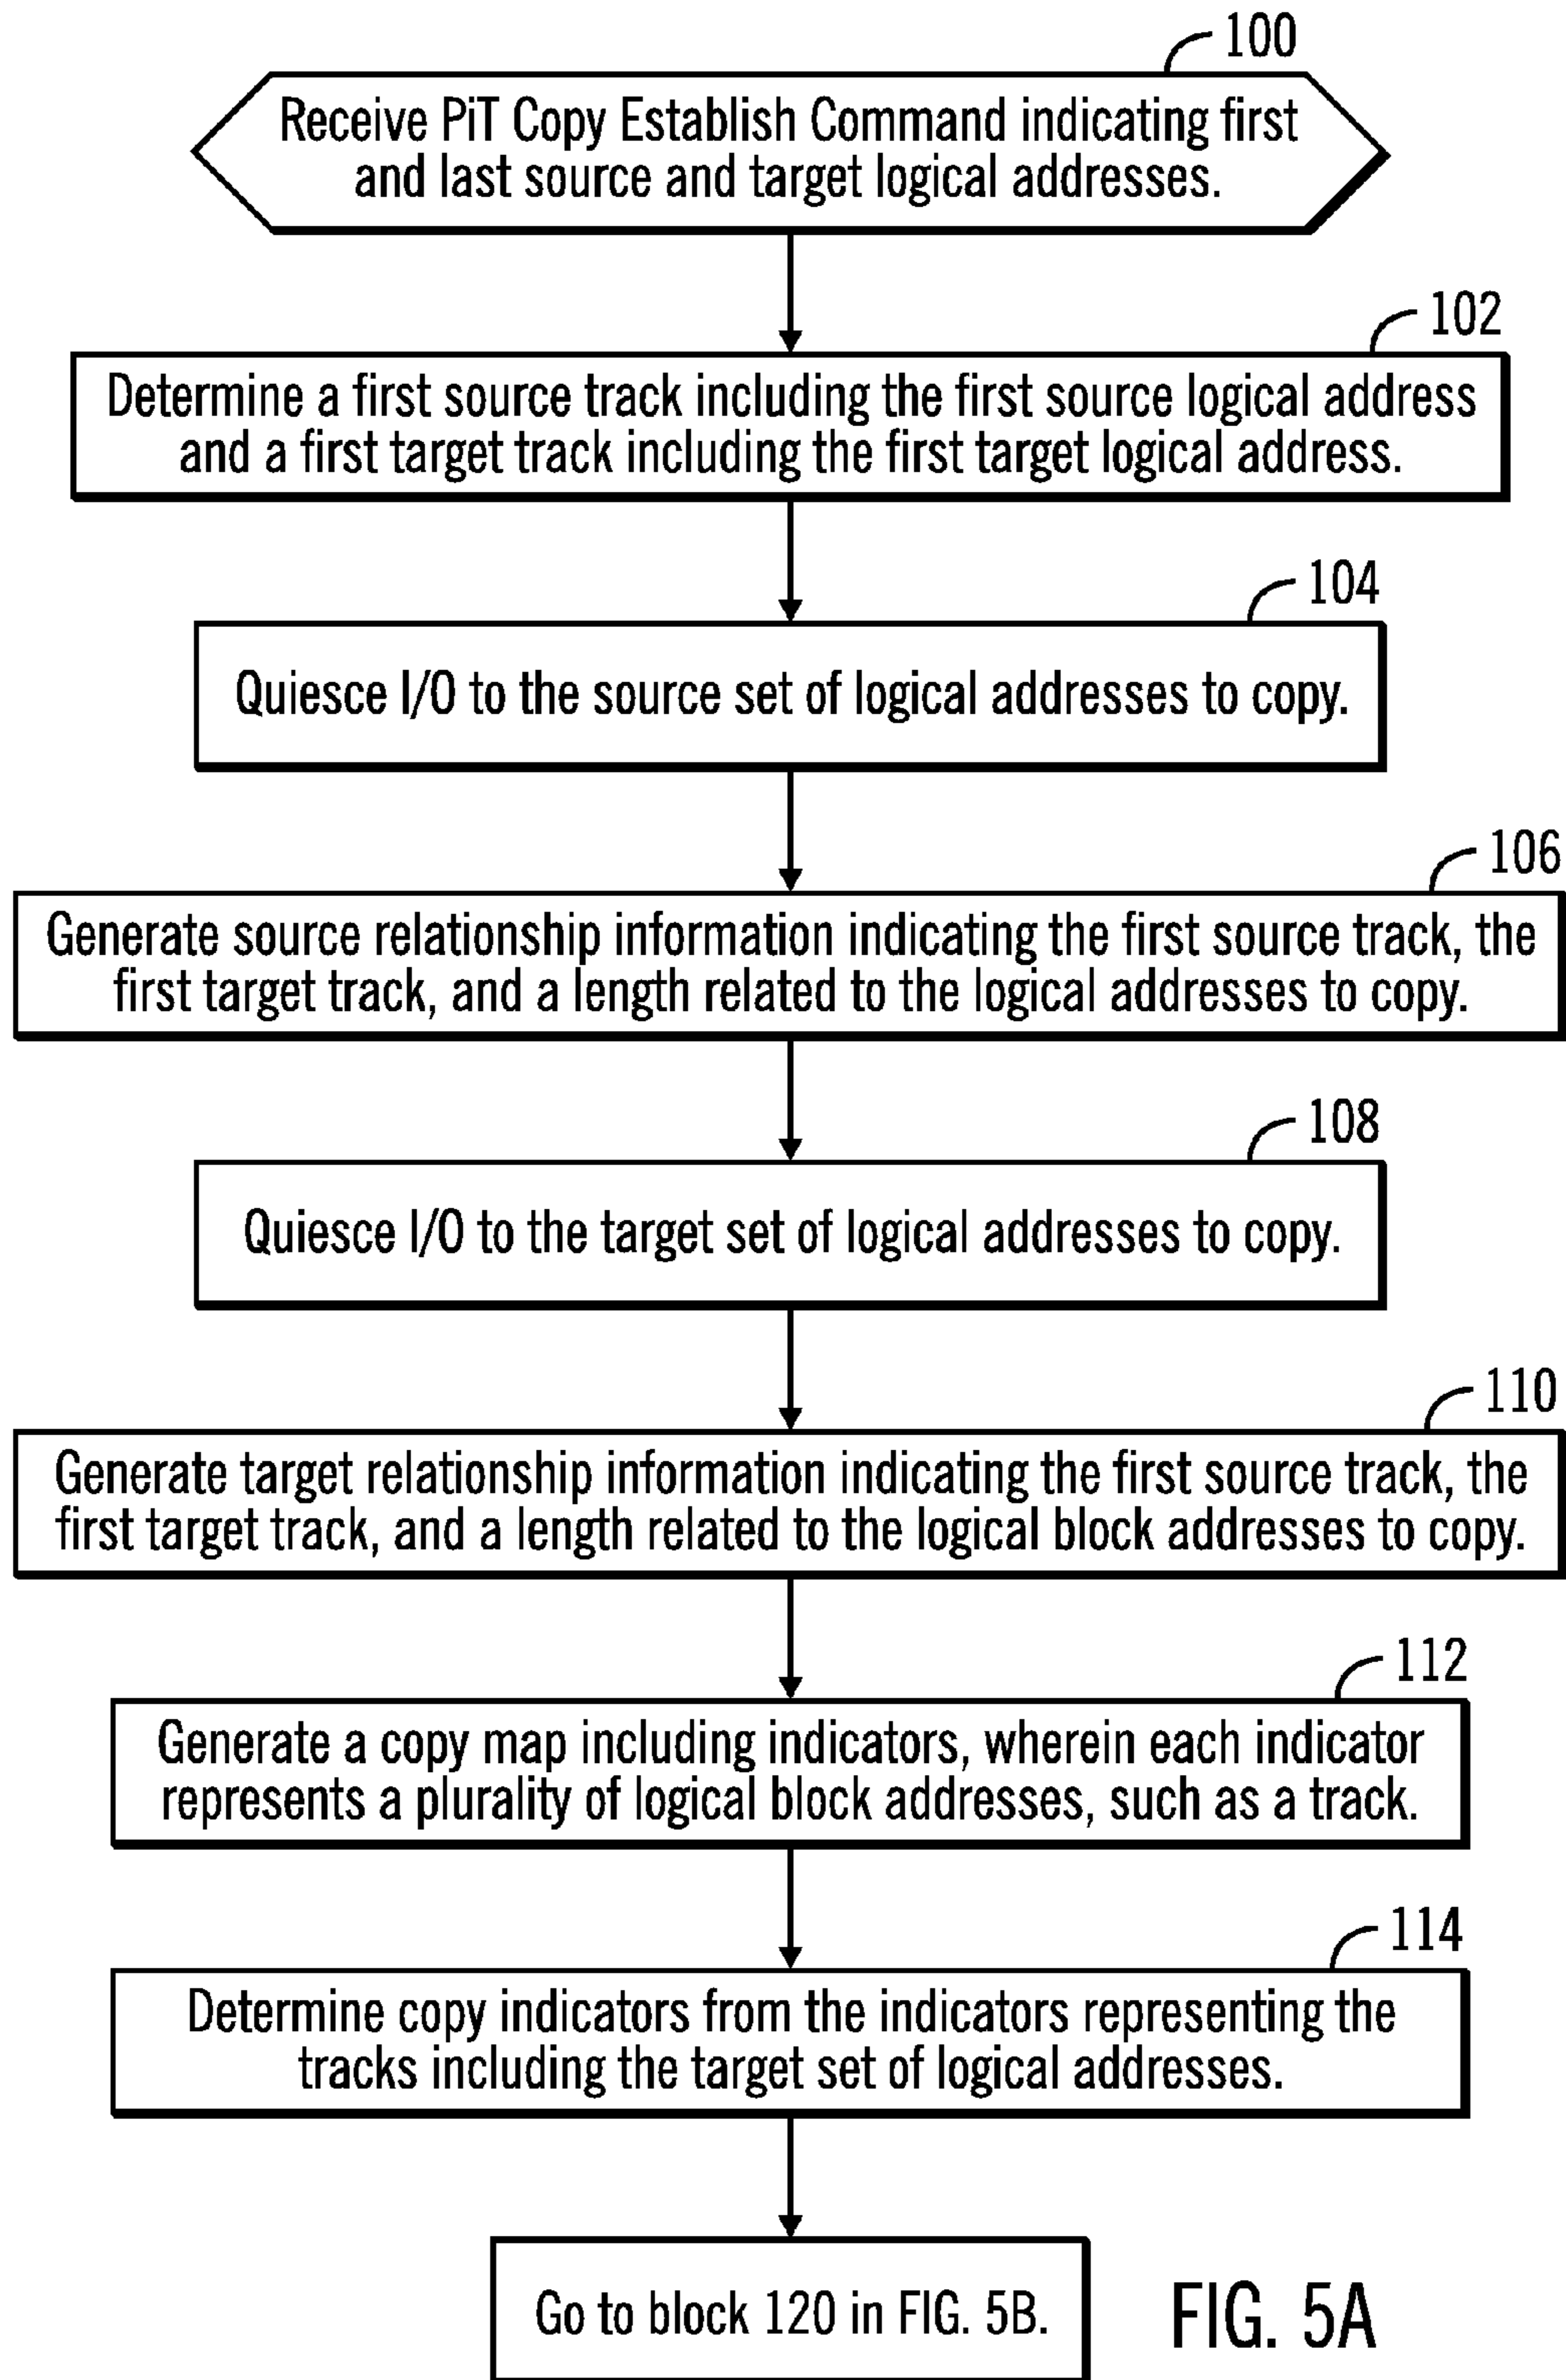 100
Receive PiT Copy Establish Command indicating first
and last source and target logical addresses.
102
Determine a first source track including the first source logical address
and a first target track including the first target logical address.
104
Quiesce I/O to the source set of logical addresses to copy.
106
Generate source relationship information indicating the first source track, the
first target track, and a length related to the logical addresses to copy.
108
Quiesce I/O to the target set of logical addresses to copy.
110
Generate target relationship information indicating the first source track, the
first target track, and a length related to the logical block addresses to copy.
112
Generate a copy map including indicators, wherein each indicator
represents a plurality of logical block addresses, such as a track.
114
Determine copy indicators from the indicators representing the
tracks including the target set of logical addresses.
Go to block 120 in FIG. 5B.
FIG. 5A